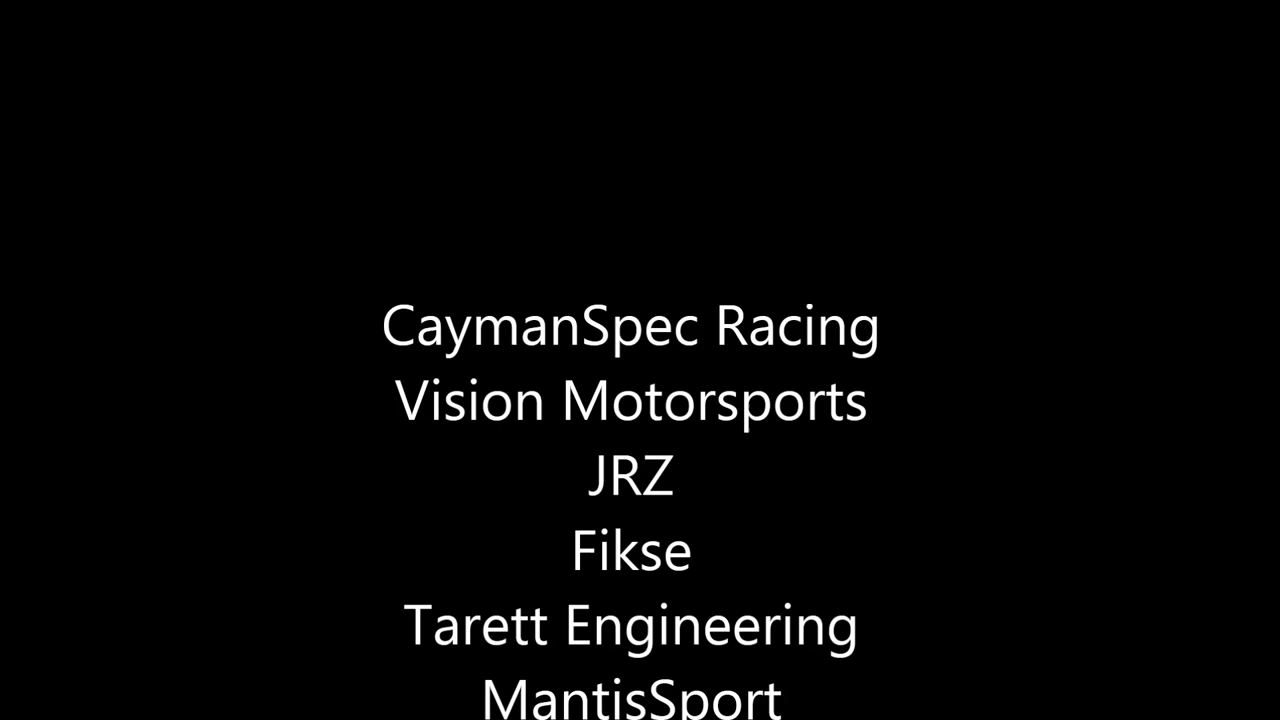 CaymanSpec Racing
Vision Motorsports
JRZ
Fikse
Tarett Engineering
MantisSport